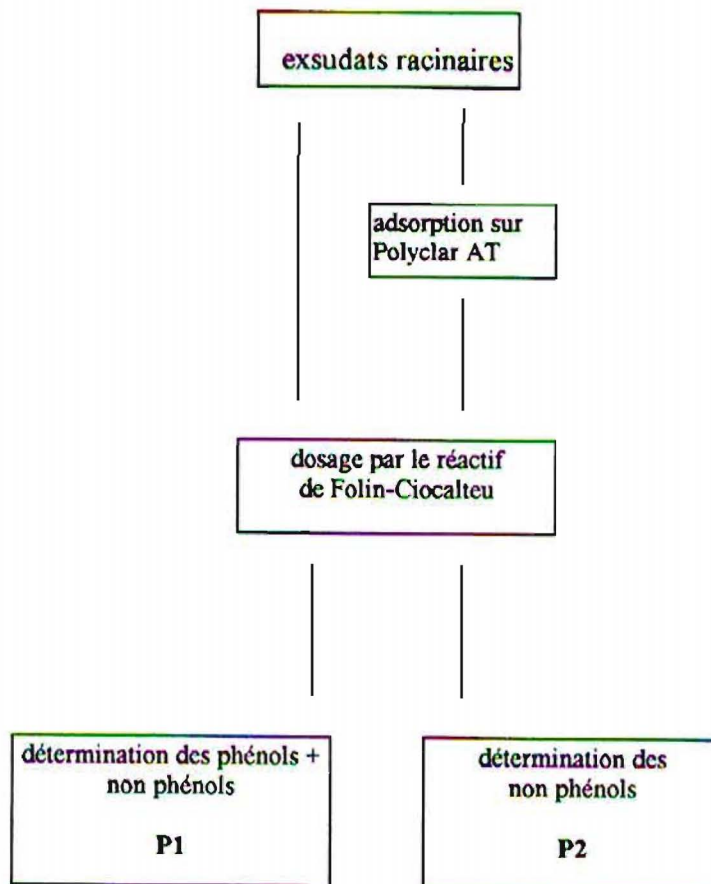 exsudats racinaires
adsorption sur
Polyclar AT
dosage par le réactif
de Folin-Ciocalteu
détermination des phénols +
non phénols
P1
détermination des
non phénols
P2